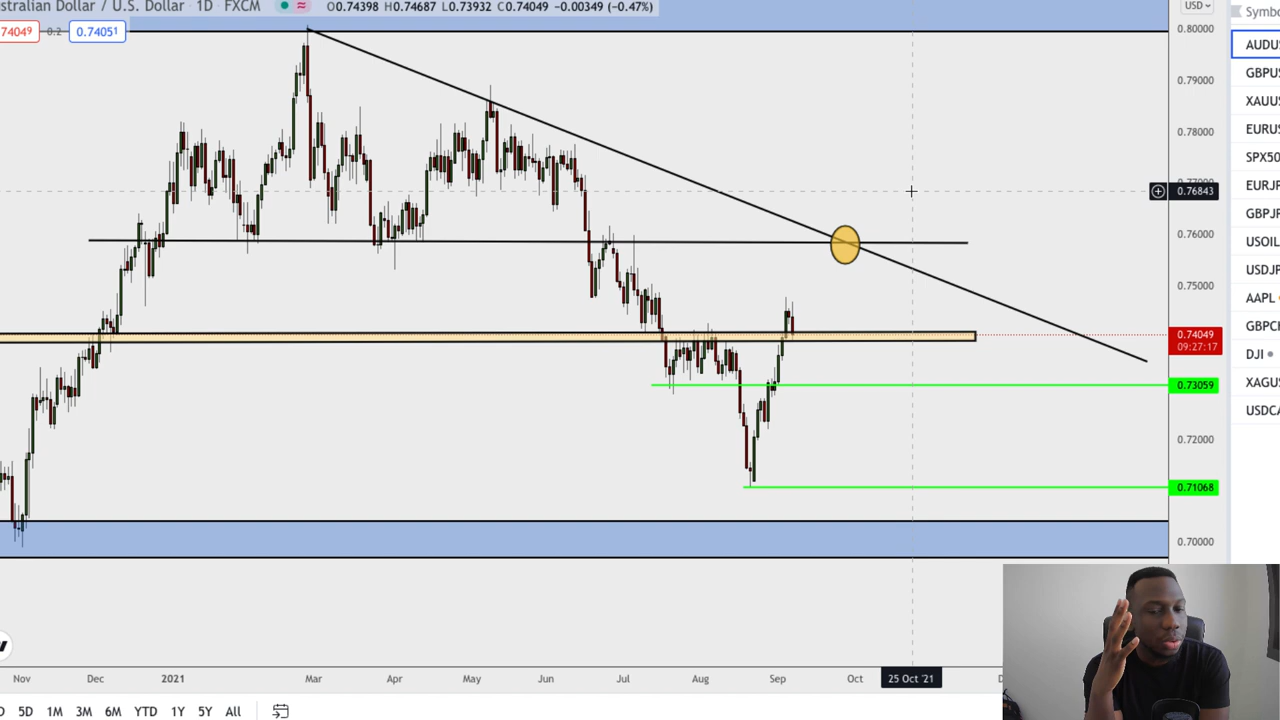 stralian Dollar / U.S. Dollar · 1D · FXCM O0.74398 H0.74687 L0.73932 C0.74049 −0.00349 (−0.47%)
74049 0.2 0.74051
USD
0.80000
0.79000
0.78000
0.76843
0.76000
0.75000
0.74049
09:27:17
0.73059
0.72000
0.71068
0.70000
Symbo
AUDUS
GBPUS
XAUUS
EURUS
SPX50
EURJP
GBPJP
USOIL
USDJP
AAPL
GBPCH
DJI
XAGUS
USDCA
Nov Dec 2021 Mar Apr May Jun Jul Aug Sep Oct 25 Oct '21
5D 1M 3M 6M YTD 1Y 5Y All